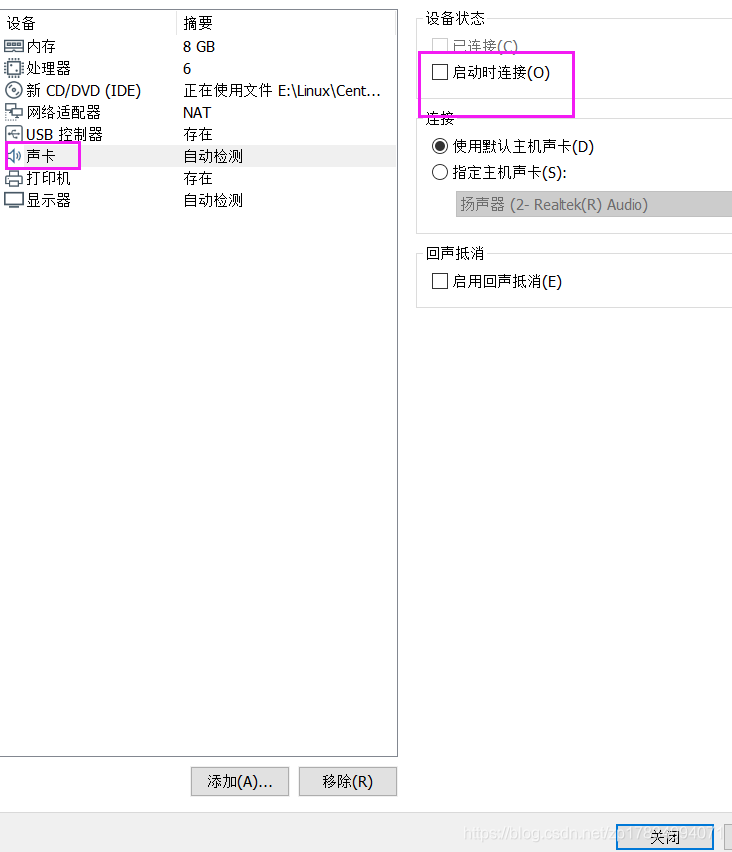 设备 摘要
内存 8 GB
处理器 6
新 CD/DVD (IDE) 正在使用文件 E:\Linux\Cent...
网络适配器 NAT
USB 控制器 存在
声卡 自动检测
打印机 存在
显示器 自动检测
添加(A)... 移除(R)
设备状态
已连接(C)
启动时连接(O)
连接
使用默认主机声卡(D)
指定主机声卡(S):
扬声器 (2- Realtek(R) Audio)
回声抵消
启用回声抵消(E)
关闭